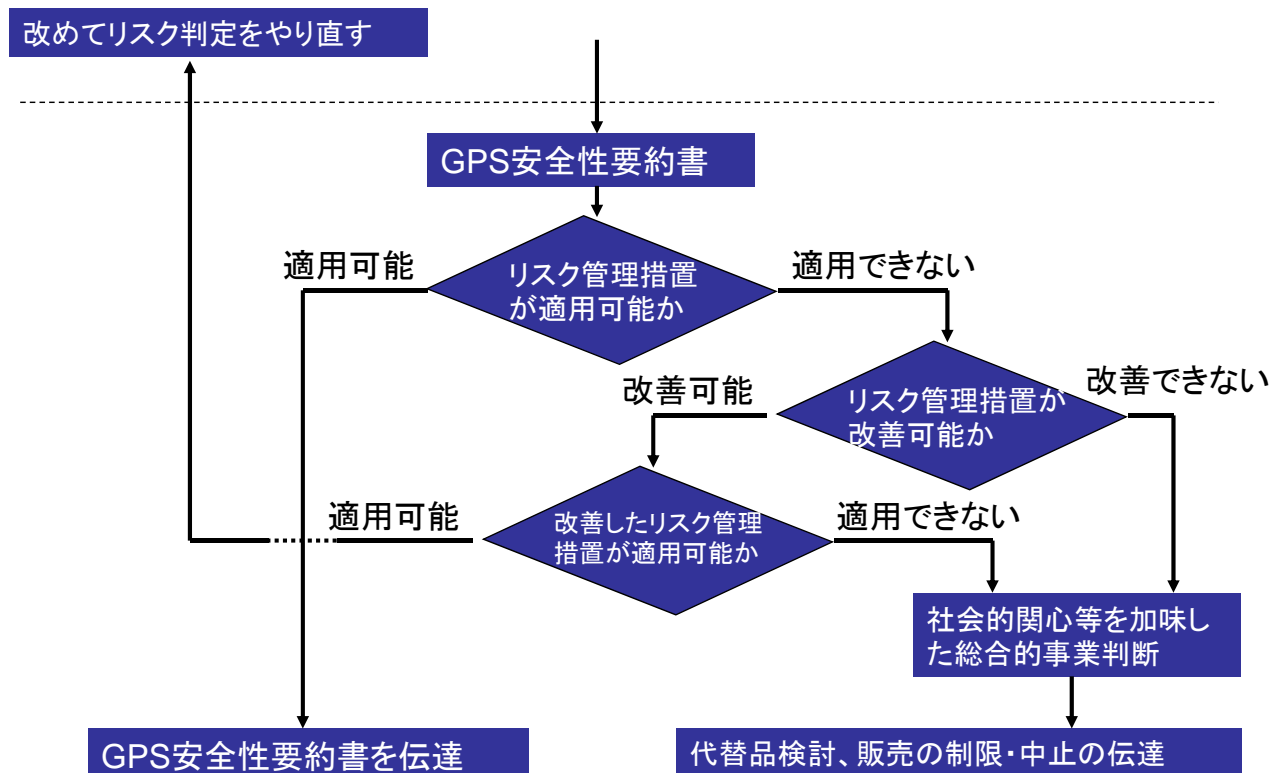 改めてリスク判定をやり直す
GPS安全性要約書
適用可能
リスク管理措置
が適用可能か
適用できない
改善可能
リスク管理措置が
改善可能か
改善できない
適用可能
改善したリスク管理
措置が適用可能か
適用できない
社会的関心等を加味し
た総合的事業判断
GPS安全性要約書を伝達
代替品検討、販売の制限・中止の伝達